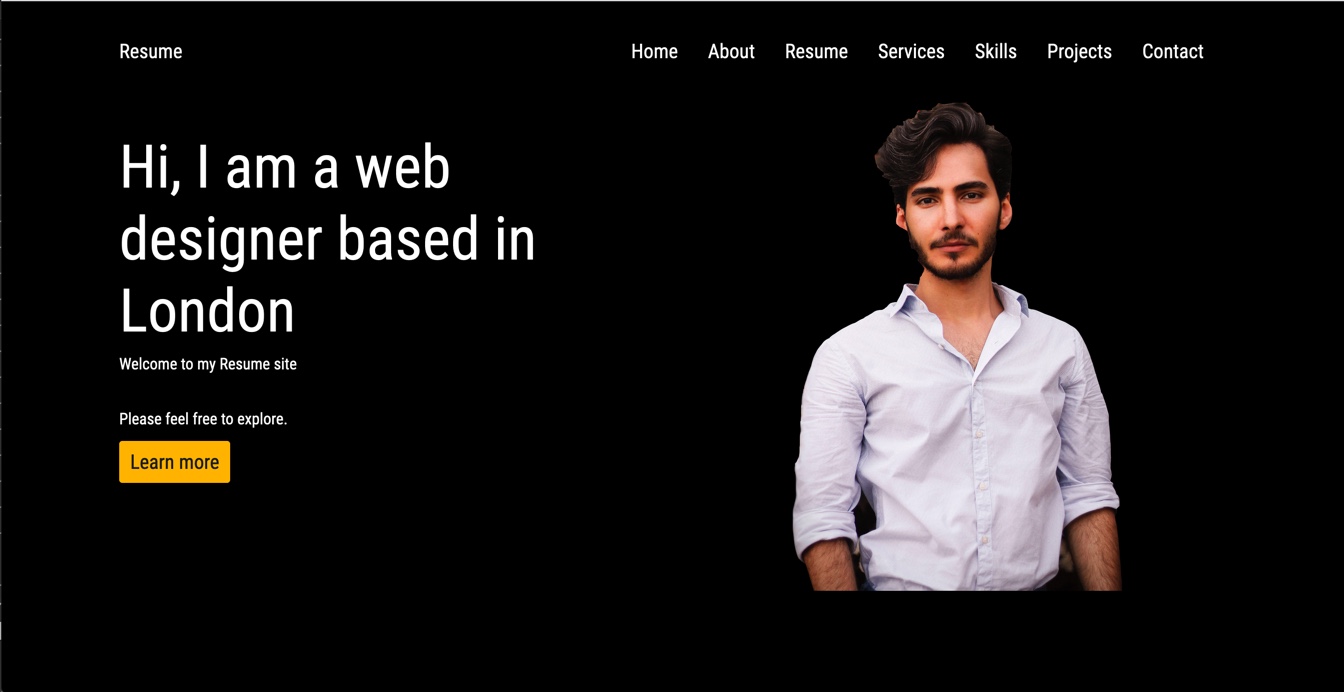 Resume
Home About Resume Services Skills Projects Contact
Hi, I am a web
designer based in
London
Welcome to my Resume site
Please feel free to explore.
Learn more